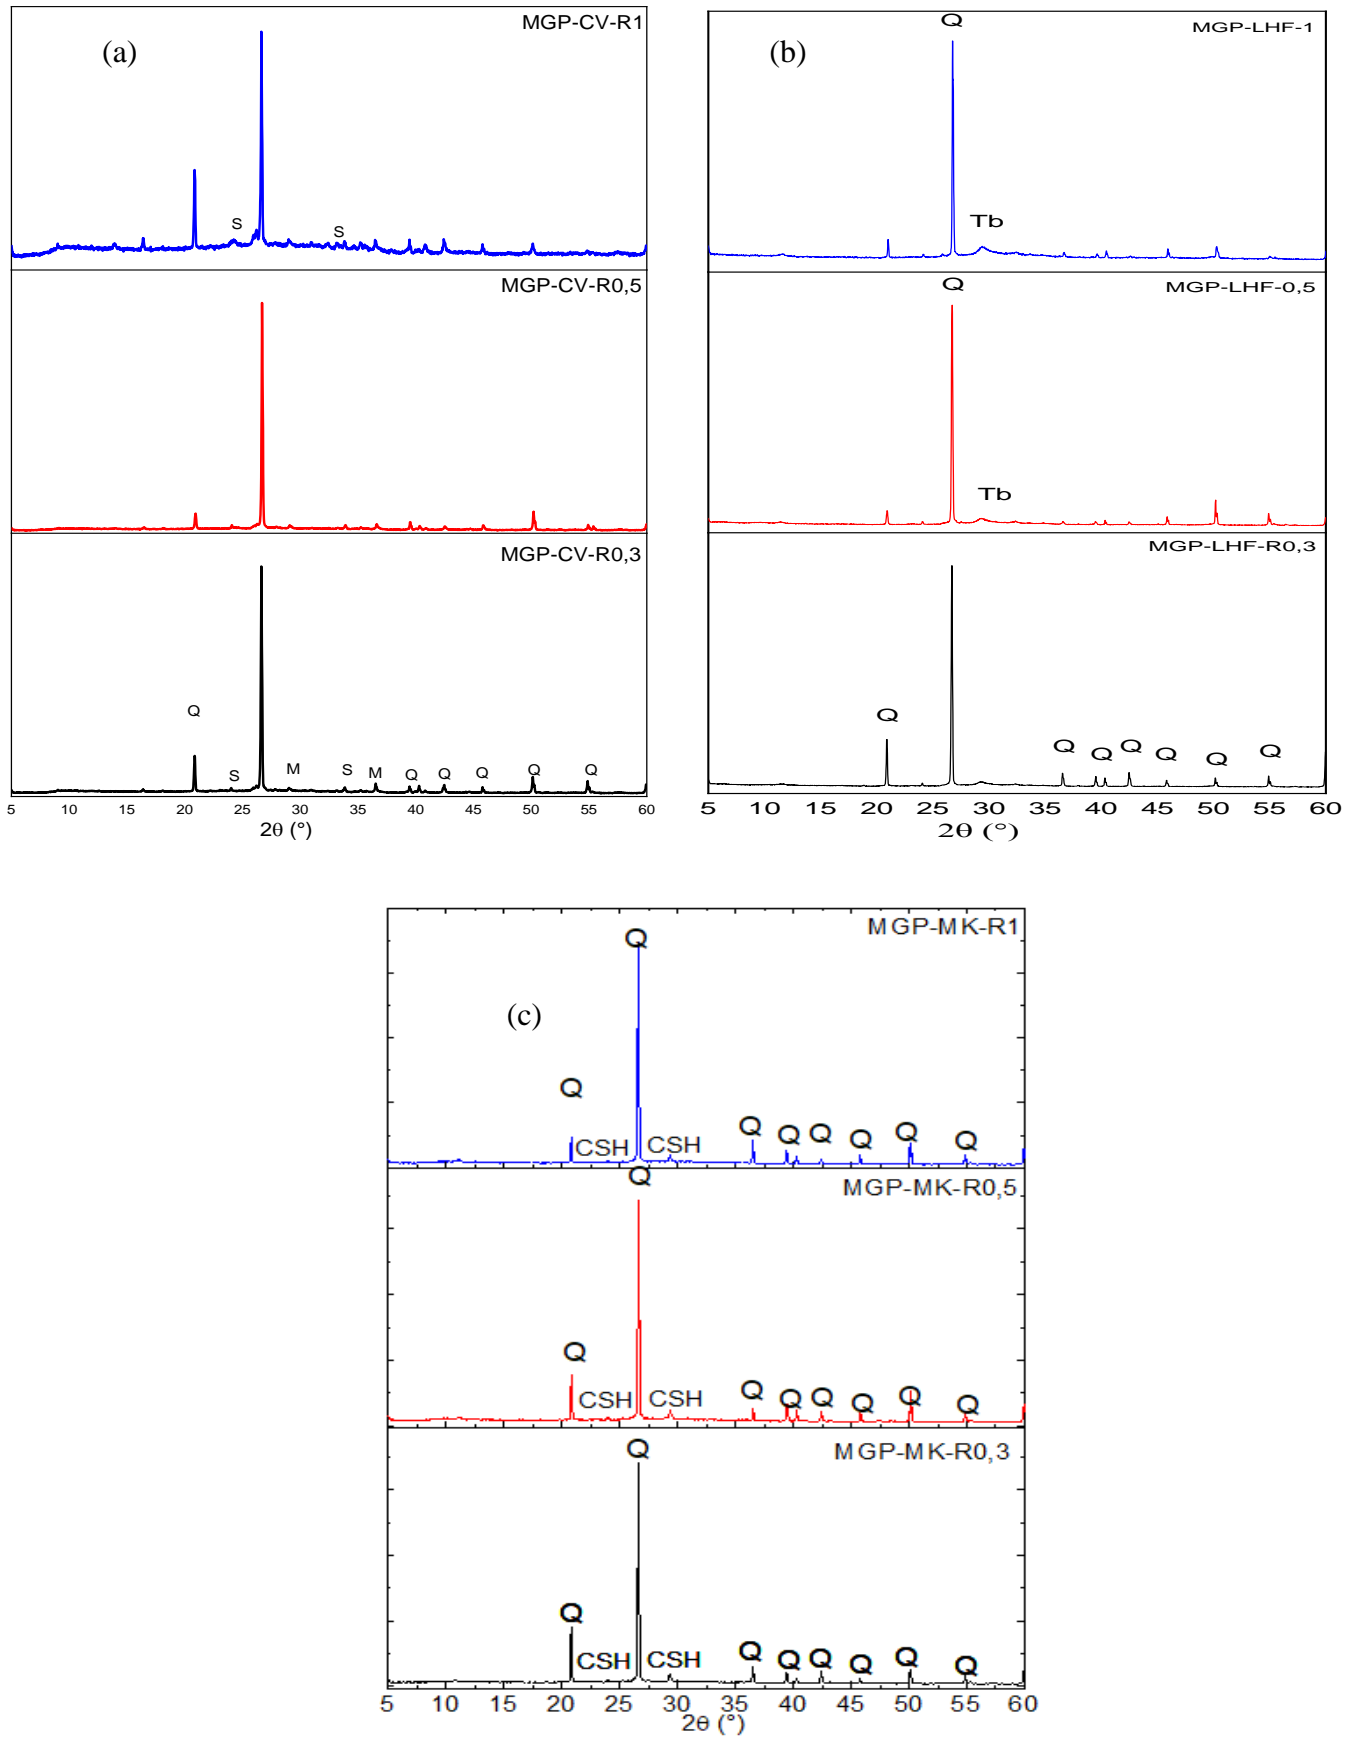 MGP-CV-R1
(a)
S S
MGP-CV-R0,5
MGP-CV-R0,3
Q
S M S M Q Q Q Q Q
5 10 15 20 25 30 35 40 45 50 55 60
2θ (°)
Q
MGP-LHF-1
(b)
Tb
Q
MGP-LHF-0,5
Tb
MGP-LHF-R0,3
Q
Q Q Q Q Q Q
5 10 15 20 25 30 35 40 45 50 55 60
2θ (°)
MGP-MK-R1
Q
(c)
Q
CSH CSH Q Q Q Q Q Q
Q
MGP-MK-R0,5
Q
CSH CSH Q Q Q Q Q Q
Q
MGP-MK-R0,3
Q
CSH CSH Q Q Q Q Q Q
5 10 15 20 25 30 35 40 45 50 55 60
2θ (°)